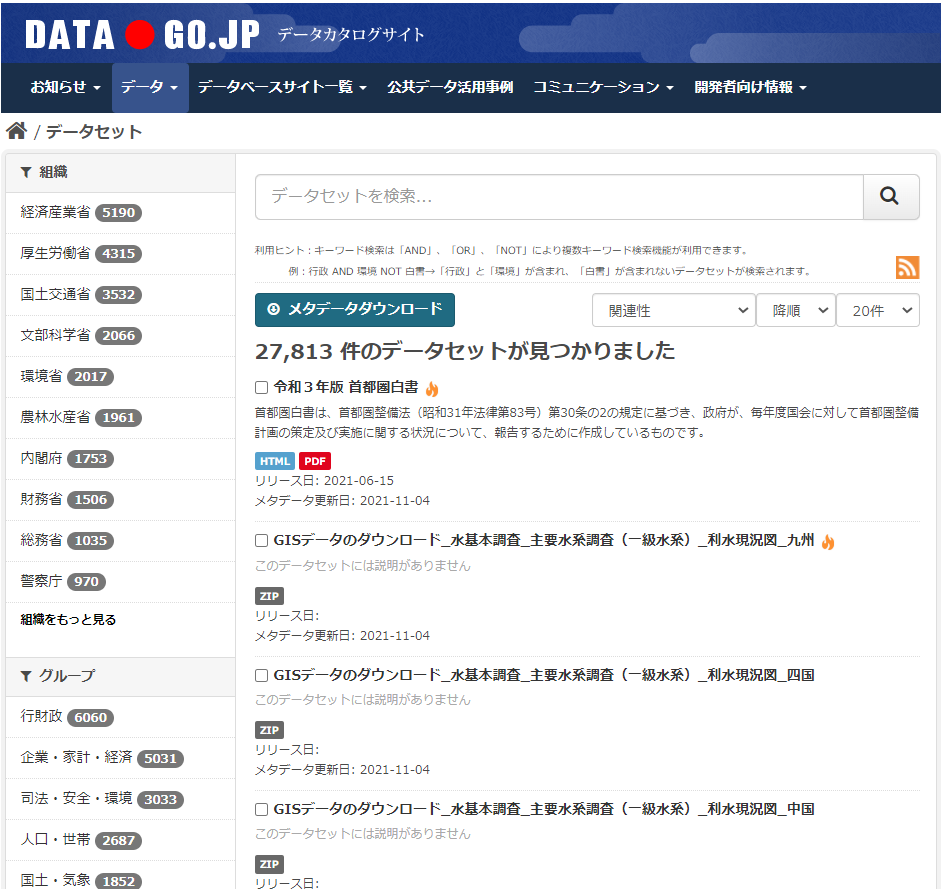 DATA GO.JP データカタログサイト
お知らせ データ データベースサイト一覧 公共データ活用事例 コミュニケーション 開発者向け情報
/ データセット
組織
経済産業省 5190
厚生労働省 4315
国土交通省 3532
文部科学省 2066
環境省 2017
農林水産省 1961
内閣府 1753
財務省 1506
総務省 1035
警察庁 970
組織をもっと見る
グループ
行財政 6060
企業・家計・経済 5031
司法・安全・環境 3033
人口・世帯 2687
国土・気象 1852
データセットを検索...
利用ヒント：キーワード検索は「AND」、「OR」、「NOT」により複数キーワード検索機能が利用できます。
例：行政 AND 環境 NOT 白書→「行政」と「環境」が含まれ、「白書」が含まれないデータセットが検索されます。
メタデータダウンロード 関連性 降順 20件
27,813 件のデータセットが見つかりました
令和３年版 首都圏白書
首都圏白書は、首都圏整備法（昭和31年法律第83号）第30条の2の規定に基づき、政府が、毎年度国会に対して首都圏整備
計画の策定及び実施に関する状況について、報告するために作成しているものです。
HTML PDF
リリース日: 2021-06-15
メタデータ更新日: 2021-11-04
GISデータのダウンロード_水基本調査_主要水系調査（一級水系）_利水現況図_九州
このデータセットには説明がありません
ZIP
リリース日:
メタデータ更新日: 2021-11-04
GISデータのダウンロード_水基本調査_主要水系調査（一級水系）_利水現況図_四国
このデータセットには説明がありません
ZIP
リリース日:
メタデータ更新日: 2021-11-04
GISデータのダウンロード_水基本調査_主要水系調査（一級水系）_利水現況図_中国
このデータセットには説明がありません
ZIP
リリース日: